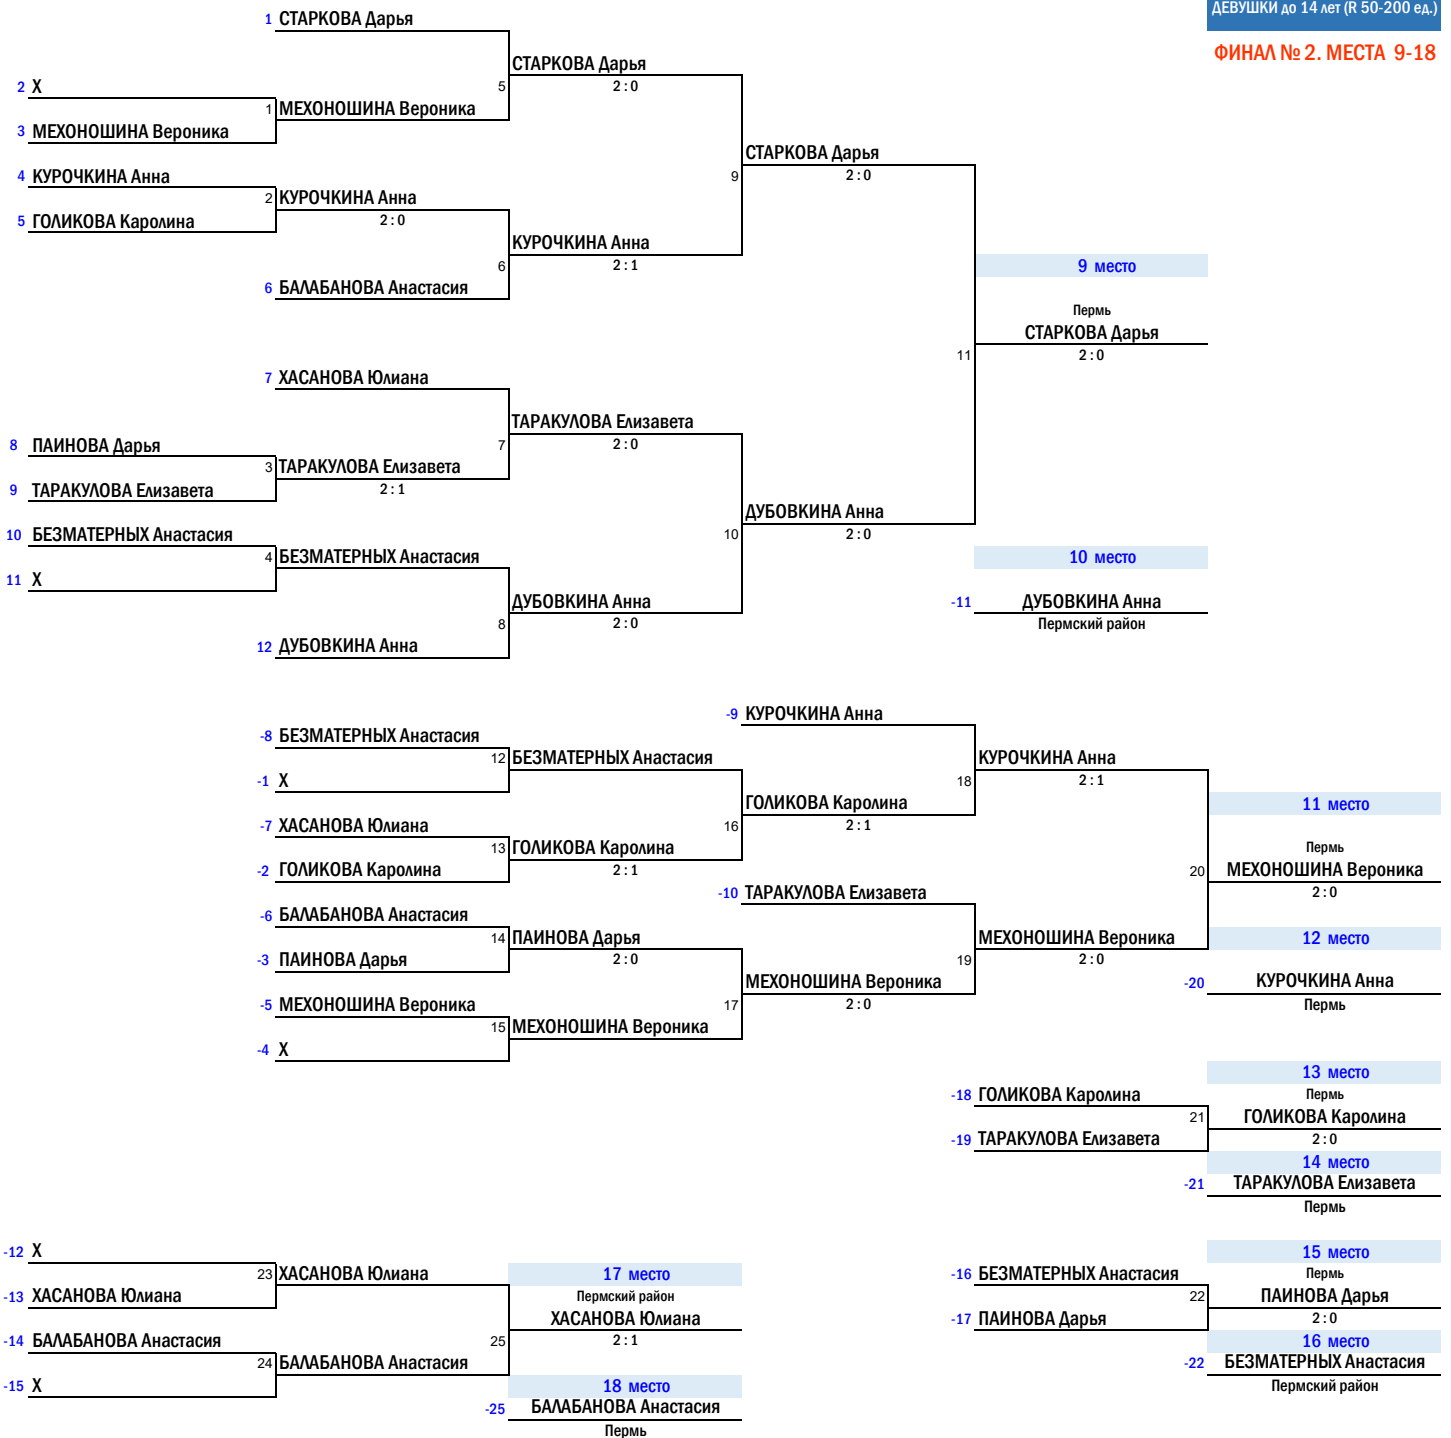 ДЕВУШКИ до 14 лет (R 50-200 ед.)
ФИНАЛ № 2. МЕСТА 9-18
1 СТАРКОВА Дарья
СТАРКОВА Дарья
5 2 : 0
2 X
1 МЕХОНОШИНА Вероника
3 МЕХОНОШИНА Вероника
СТАРКОВА Дарья
9 2 : 0
4 КУРОЧКИНА Анна
2 КУРОЧКИНА Анна
2 : 0
5 ГОЛИКОВА Каролина
КУРОЧКИНА Анна
6 2 : 1
9 место
6 БАЛАБАНОВА Анастасия
Пермь
СТАРКОВА Дарья
11 2 : 0
7 ХАСАНОВА Юлиана
ТАРАКУЛОВА Елизавета
7 2 : 0
8 ПАИНОВА Дарья
3 ТАРАКУЛОВА Елизавета
2 : 1
9 ТАРАКУЛОВА Елизавета
ДУБОВКИНА Анна
10 2 : 0
10 БЕЗМАТЕРНЫХ Анастасия
4 БЕЗМАТЕРНЫХ Анастасия
10 место
11 X
ДУБОВКИНА Анна
8 2 : 0
-11 ДУБОВКИНА Анна
Пермский район
12 ДУБОВКИНА Анна
-9 КУРОЧКИНА Анна
-8 БЕЗМАТЕРНЫХ Анастасия
12 БЕЗМАТЕРНЫХ Анастасия
КУРОЧКИНА Анна
18 2 : 1
-1 X
ГОЛИКОВА Каролина
16 2 : 1
11 место
-7 ХАСАНОВА Юлиана
13 ГОЛИКОВА Каролина
2 : 1
Пермь
-2 ГОЛИКОВА Каролина
20 МЕХОНОШИНА Вероника
2 : 0
-10 ТАРАКУЛОВА Елизавета
-6 БАЛАБАНОВА Анастасия
14 ПАИНОВА Дарья
2 : 0
МЕХОНОШИНА Вероника
19 2 : 0
12 место
-3 ПАИНОВА Дарья
МЕХОНОШИНА Вероника
17 2 : 0
-20 КУРОЧКИНА Анна
Пермь
-5 МЕХОНОШИНА Вероника
15 МЕХОНОШИНА Вероника
-4 X
13 место
-18 ГОЛИКОВА Каролина
Пермь
21 ГОЛИКОВА Каролина
2 : 0
-19 ТАРАКУЛОВА Елизавета
14 место
-21 ТАРАКУЛОВА Елизавета
Пермь
-12 X
23 ХАСАНОВА Юлиана
-13 ХАСАНОВА Юлиана
17 место
Пермский район
ХАСАНОВА Юлиана
25 2 : 1
-14 БАЛАБАНОВА Анастасия
24 БАЛАБАНОВА Анастасия
-15 X
18 место
-25 БАЛАБАНОВА Анастасия
Пермь
15 место
-16 БЕЗМАТЕРНЫХ Анастасия
Пермь
22 ПАИНОВА Дарья
-17 ПАИНОВА Дарья
2 : 0
16 место
-22 БЕЗМАТЕРНЫХ Анастасия
Пермский район